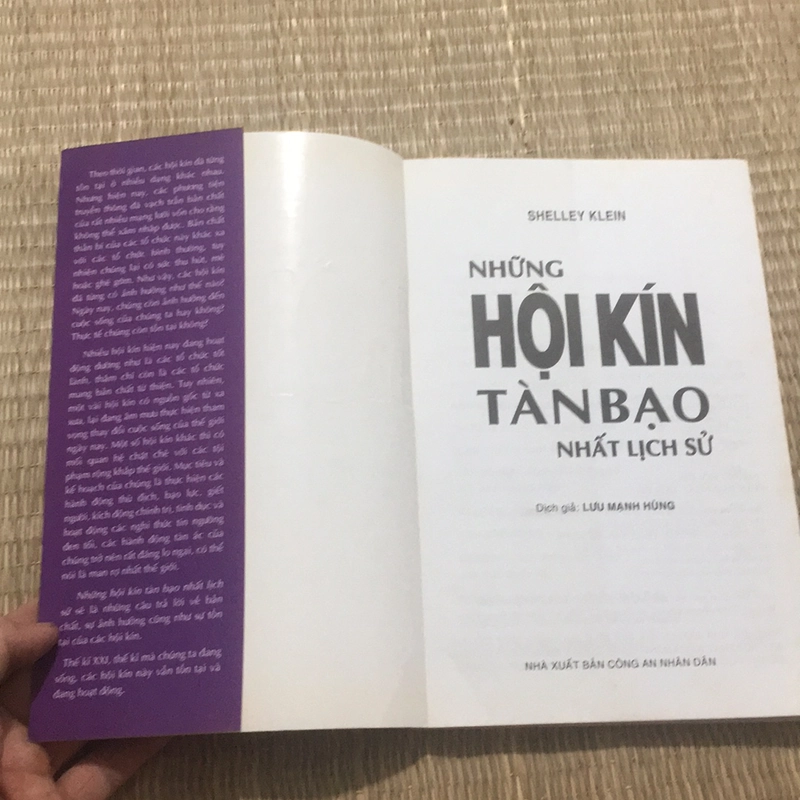 Theo thời gian, các hội kín đã từng
tồn tại ở nhiều dạng khác nhau.
Nhưng hiện nay, các phương tiện
truyền thông đã vạch trần bản chất
của rất nhiều mạng lưới vốn cho rằng
không thể xâm nhập được. Bản chất
thần bí của các tổ chức này khác xa
với các tổ chức bình thường, tuy
nhiên chúng lại có sức thu hút, mê
hoặc ghê gớm. Như vậy, các hội kín
đã từng có ảnh hưởng như thế nào?
Ngày nay, chúng còn ảnh hưởng đến
cuộc sống của chúng ta hay không?
Thực tế chúng còn tồn tại không?
Nhiều hội kín hiện nay đang hoạt
động dường như là các tổ chức tốt
lành, thậm chí còn là các tổ chức
mang bản chất từ thiện. Tuy nhiên,
một vài hội kín có nguồn gốc từ xa
xưa, lại đang âm mưu thực hiện tham
vọng thay đổi cuộc sống của thế giới
ngày nay. Một số hội kín khác thì có
mối quan hệ chặt chẽ với các tội
phạm rộng khắp thế giới. Mục tiêu và
kế hoạch của chúng là thực hiện các
hành động thù địch, bạo lực, giết
người, kích động chính trị, tình dục và
hoạt động các nghi thức tín ngưỡng
đen tối, các hành động tàn ác của
chúng trở nên rất đáng lo ngại, có thể
nói là man rợ nhất thế giới.
Những hội kín tàn bạo nhất lịch
sử sẽ là những câu trả lời về bản
chất, sự ảnh hưởng cũng như sự tồn
tại của các hội kín.
Thế kỉ XXI, thế kỉ mà chúng ta đang
sống, các hội kín này vẫn tồn tại và
đang hoạt động.
SHELLEY KLEIN
NHỮNG
HỘI KÍN
TÀN BẠO
NHẤT LỊCH SỬ
Dịch giả: LƯU MẠNH HÙNG
NHÀ XUẤT BẢN CÔNG AN NHÂN DÂN